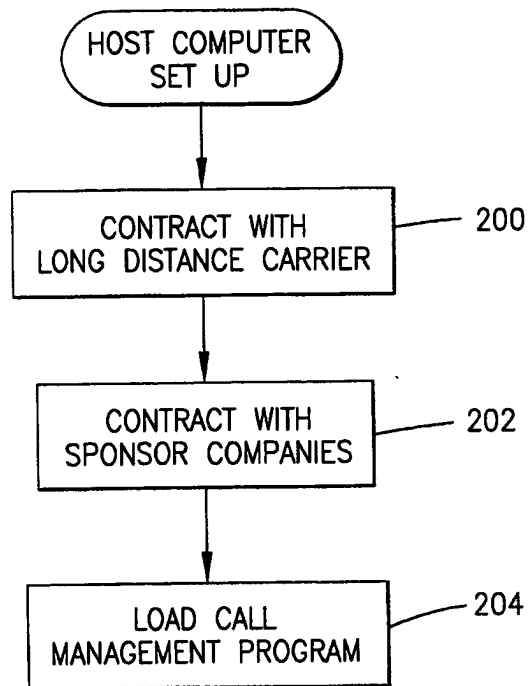 HOST COMPUTER
SET UP
CONTRACT WITH
LONG DISTANCE CARRIER
200
CONTRACT WITH
SPONSOR COMPANIES
202
LOAD CALL
MANAGEMENT PROGRAM
204